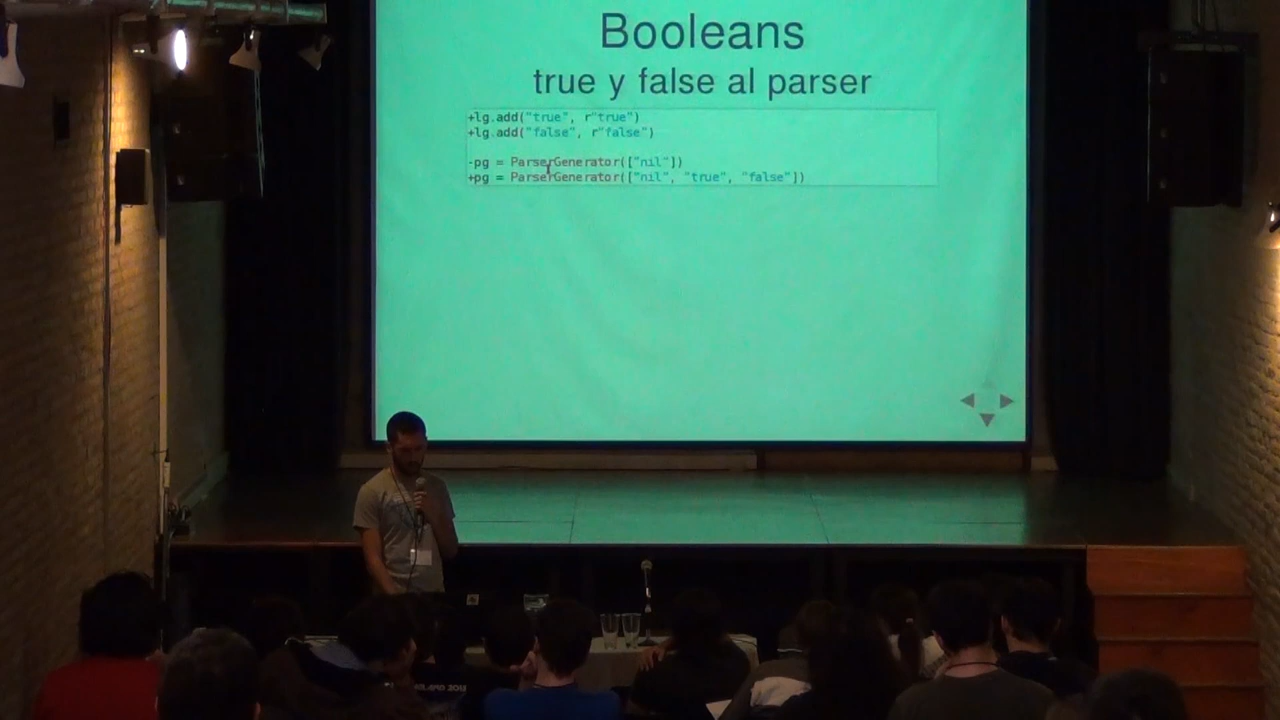 Booleans
true y false al parser
+lg.add("true", r"true")
+lg.add("false", r"false")
-pg = ParserGenerator(["nil"])
+pg = ParserGenerator(["nil", "true", "false"])